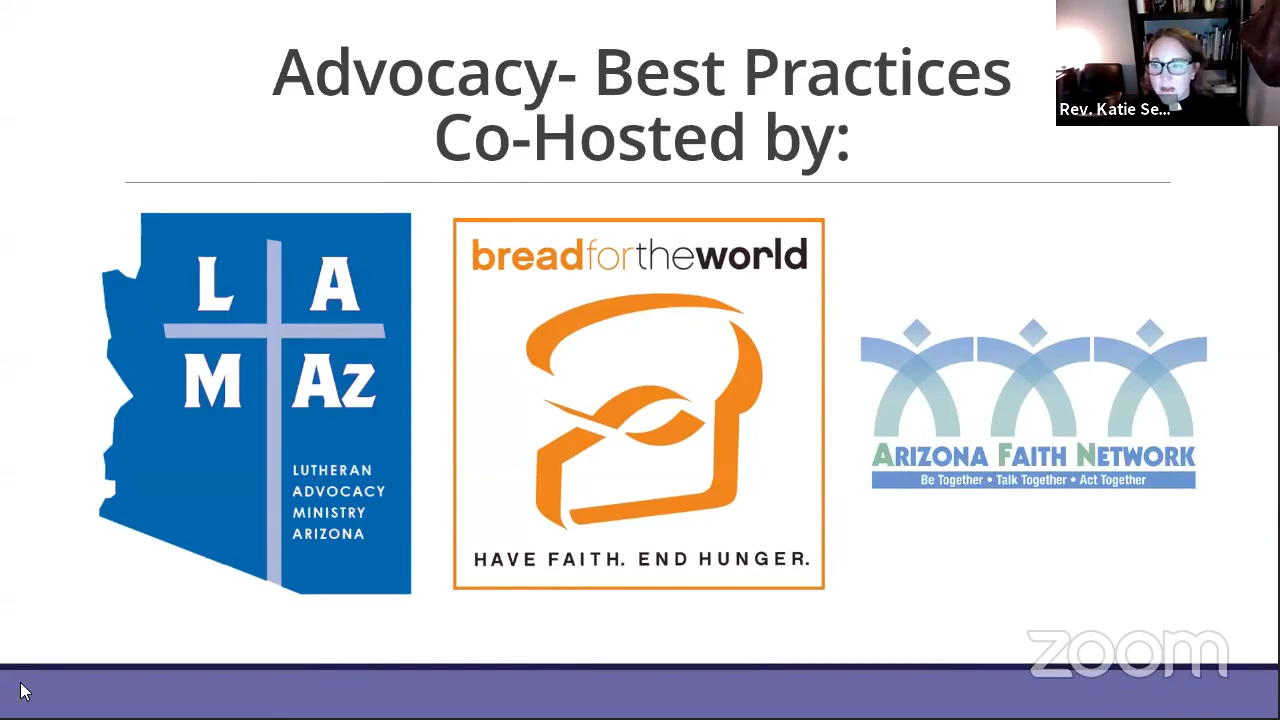 Advocacy- Best Practices
Co-Hosted by:
Rev. Katie Se...
L A
M Az
LUTHERAN
ADVOCACY
MINISTRY
ARIZONA
breadfortheworld
HAVE FAITH. END HUNGER.
ARIZONA FAITH NETWORK
Be Together • Talk Together • Act Together
zoom